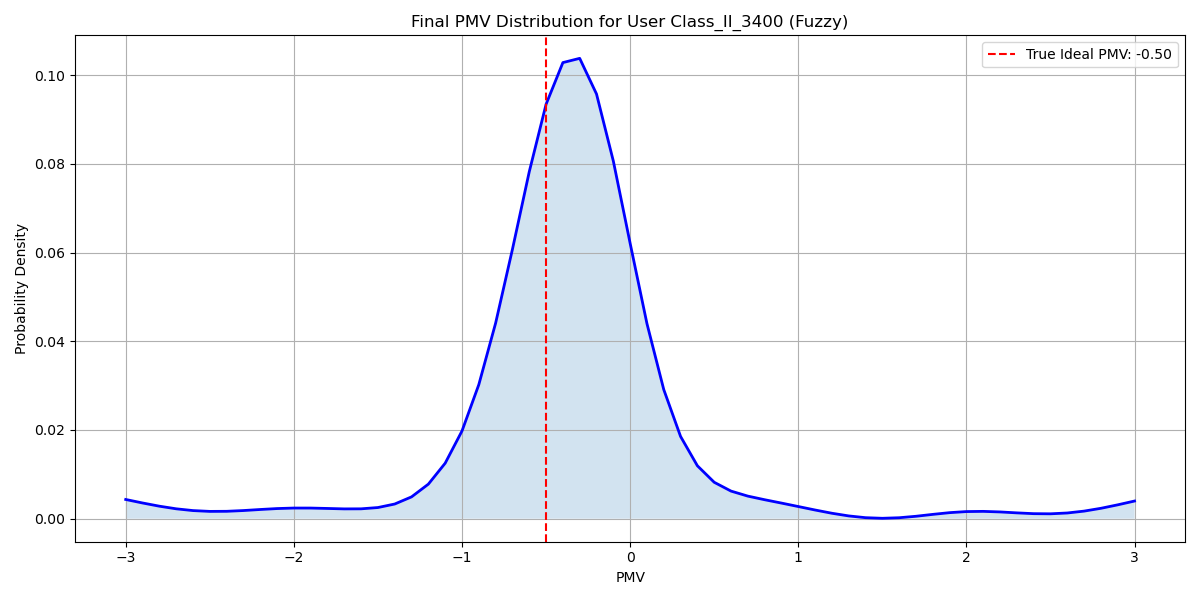 Final PMV Distribution for User Class_II_3400 (Fuzzy)
True Ideal PMV: -0.50
Probability Density
0.10
0.08
0.06
0.04
0.02
0.00
−3 −2 −1 0 1 2 3
PMV